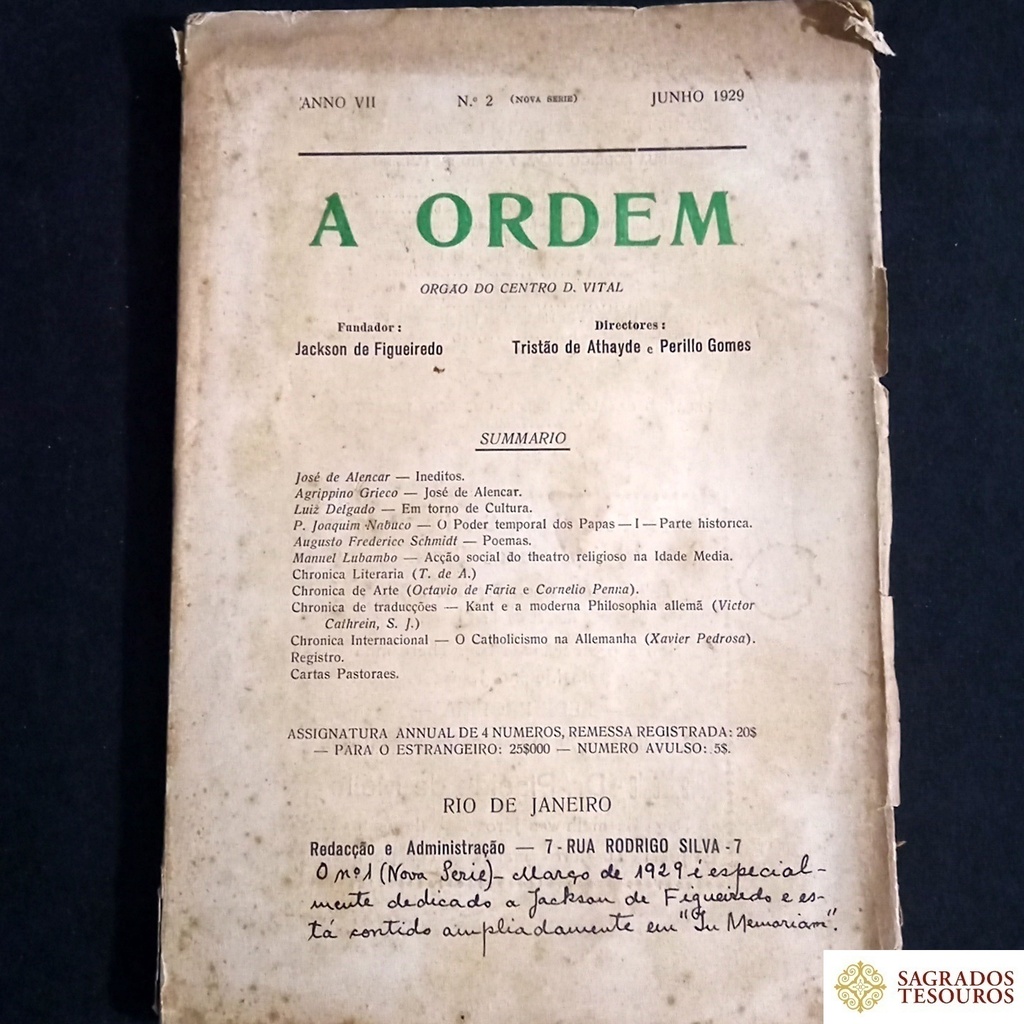 ANNO VII N.º 2 (NOVA SERIE) JUNHO 1929
A ORDEM
ORGÃO DO CENTRO D. VITAL
Fundador: Directores:
Jackson de Figueiredo Tristão de Athayde e Perillo Gomes
SUMMARIO
José de Alencar — Ineditos.
Agrippino Grieco — José de Alencar.
Luiz Delgado — Em torno de Cultura.
P. Joaquim Nabuco — O Poder temporal dos Papas — I — Parte historica.
Augusto Frederico Schmidt — Poemas.
Manuel Lubambo — Acção social do theatro religioso na Idade Media.
Chronica Literaria (T. de A.)
Chronica de Arte (Octavio de Faria e Cornelio Penna).
Chronica de traducções — Kant e a moderna Philosophia allemã (Victor
Cathrein, S. J.)
Chronica Internacional — O Catholicismo na Allemanha (Xavier Pedrosa).
Registro.
Cartas Pastoraes.
ASSIGNATURA ANNUAL DE 4 NUMEROS, REMESSA REGISTRADA: 20$
— PARA O ESTRANGEIRO: 25$000 — NUMERO AVULSO: 5$.
RIO DE JANEIRO
Redacção e Administração — 7 - RUA RODRIGO SILVA - 7
O nº 1 (Nova Serie) - Março de 1929 é especial-
mente dedicado a Jackson de Figueiredo e es-
tá contido ampliadamente em "In Memoriam".
SAGRADOS
TESOUROS